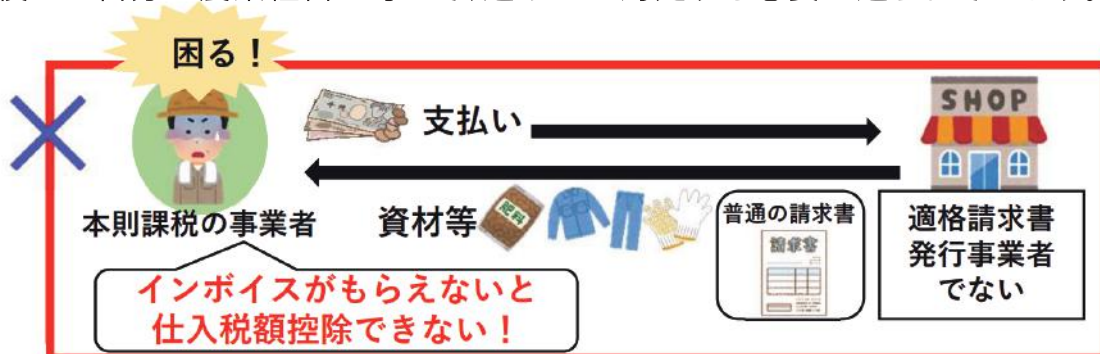 困る！
SHOP
支払い
本則課税の事業者
資材等
肥料
普通の請求書
請求書
適格請求書
発行事業者
でない
インボイスがもらえないと
仕入税額控除できない！